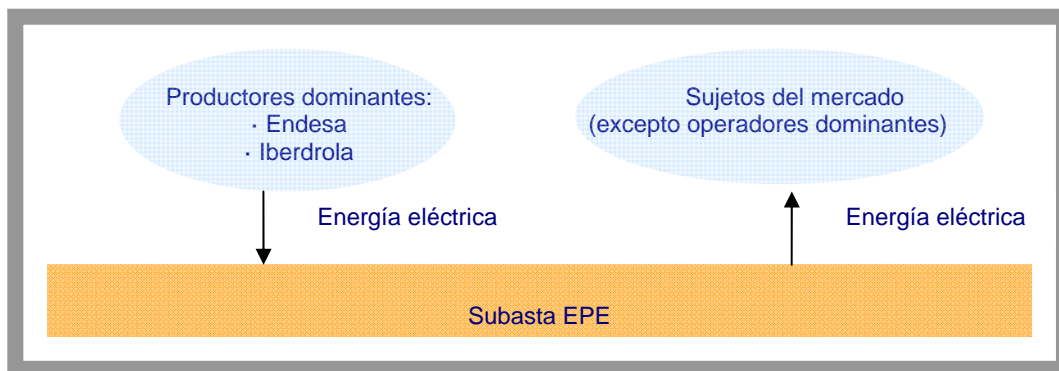 Productores dominantes:
· Endesa
· Iberdrola
Sujetos del mercado
(excepto operadores dominantes)
Energía eléctrica
Energía eléctrica
Subasta EPE